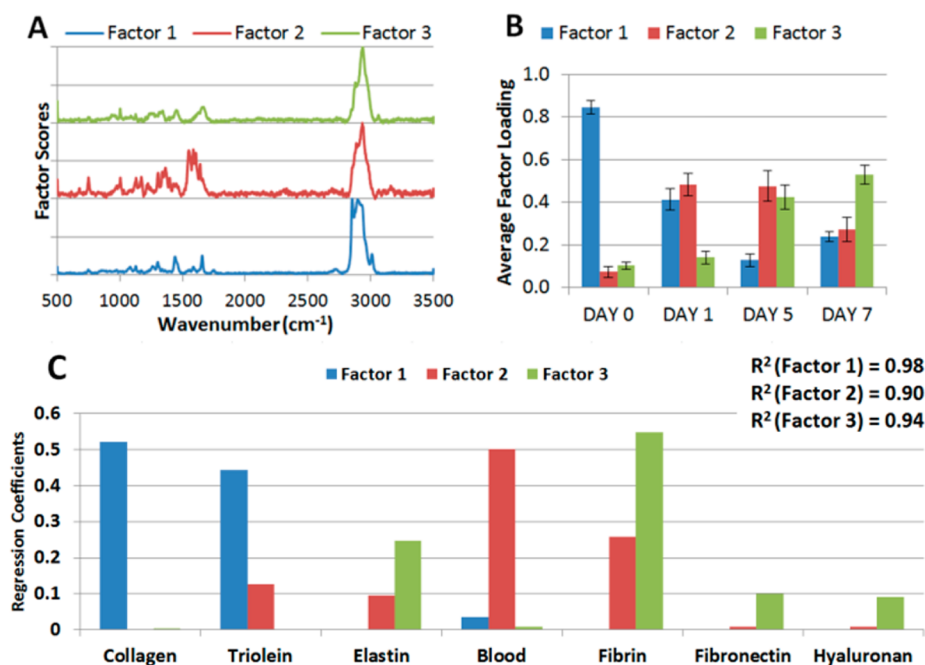 A
Factor 1 Factor 2 Factor 3
Factor Scores
500 1000 1500 2000 2500 3000 3500
Wavenumber (cm-1)
B
Factor 1 Factor 2 Factor 3
Average Factor Loading
1.0
0.8
0.6
0.4
0.2
0.0
DAY 0 DAY 1 DAY 5 DAY 7
C
Factor 1 Factor 2 Factor 3
R² (Factor 1) = 0.98
R² (Factor 2) = 0.90
R² (Factor 3) = 0.94
Regression Coefficients
0.6
0.5
0.4
0.3
0.2
0.1
0
Collagen Triolein Elastin Blood Fibrin Fibronectin Hyaluronan